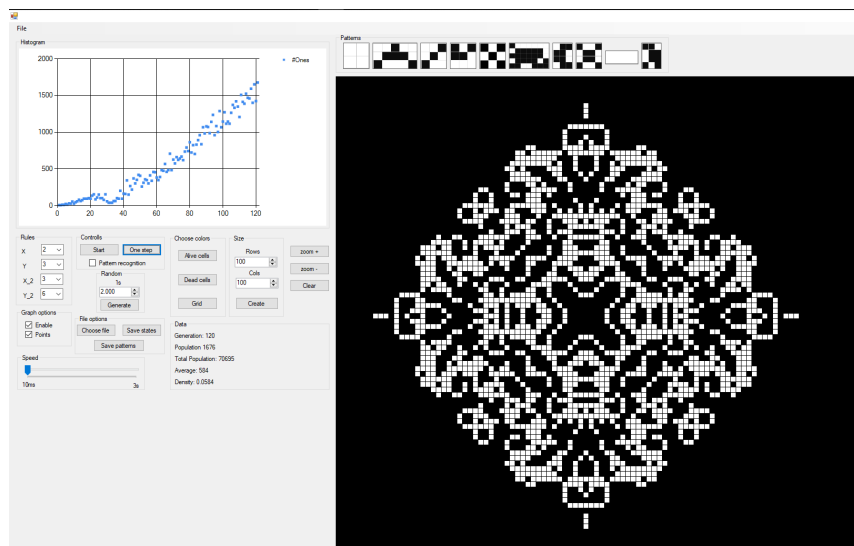 File
Histogram
2000
1500
1000
500
0
0 20 40 60 80 100 120
#Ones
Patterns
Rules
X 2
Y 3
X_2 3
Y_2 6
Controlls
Start One step
Pattern recognition
Random
1s
2.000
Generate
Choose colors
Alive cells
Dead cells
Grid
Size
Rows
100
Cols
100
Create
zoom +
zoom -
Clear
Graph options
Enable
Points
File options
Choose file Save states
Save patterns
Data
Generation: 120
Population 1676
Total Population: 70695
Average: 584
Density: 0.0584
Speed
10ms 3s